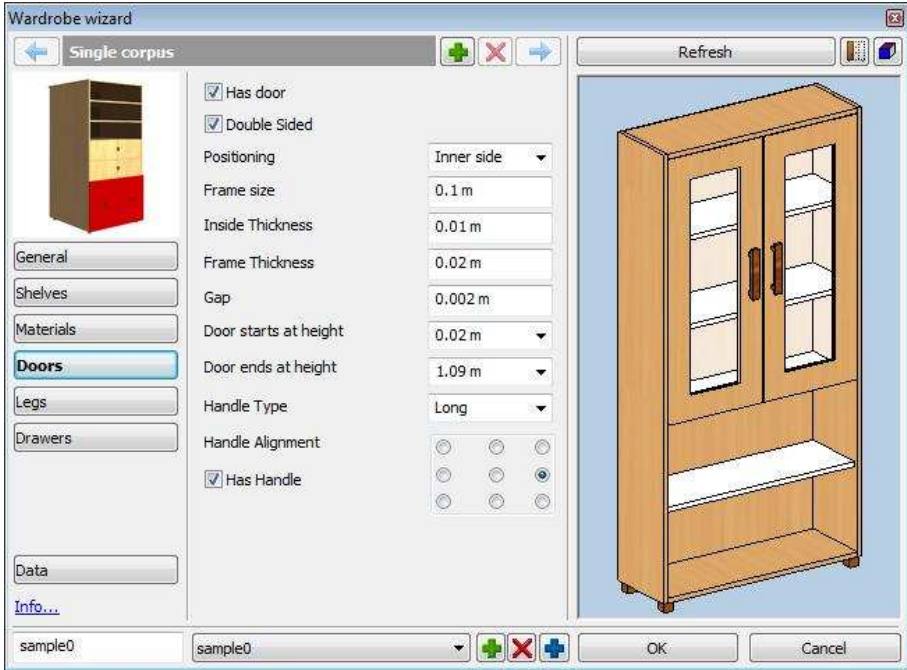 Wardrobe wizard
Single corpus
Refresh
Has door
Double Sided
Positioning Inner side
Frame size 0.1 m
Inside Thickness 0.01 m
Frame Thickness 0.02 m
Gap 0.002 m
Door starts at height 0.02 m
Door ends at height 1.09 m
Handle Type Long
Handle Alignment
Has Handle
General
Shelves
Materials
Doors
Legs
Drawers
Data
Info...
sample0 sample0 OK Cancel